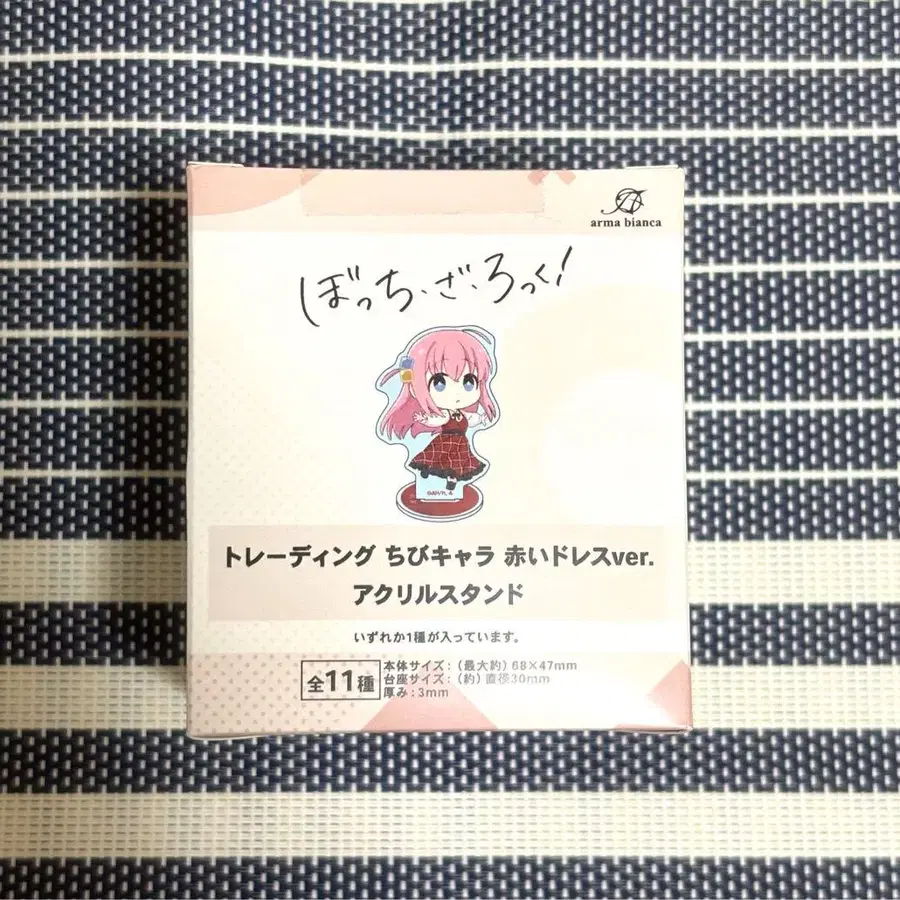 arma bianca
ぼっち・ざ・ろっく!
トレーディング ちびキャラ 赤いドレスver.
アクリルスタンド
いずれか1種が入っています。
全11種
本体サイズ:(最大約) 68×47mm
台座サイズ:(約) 直径30mm
厚み:3mm